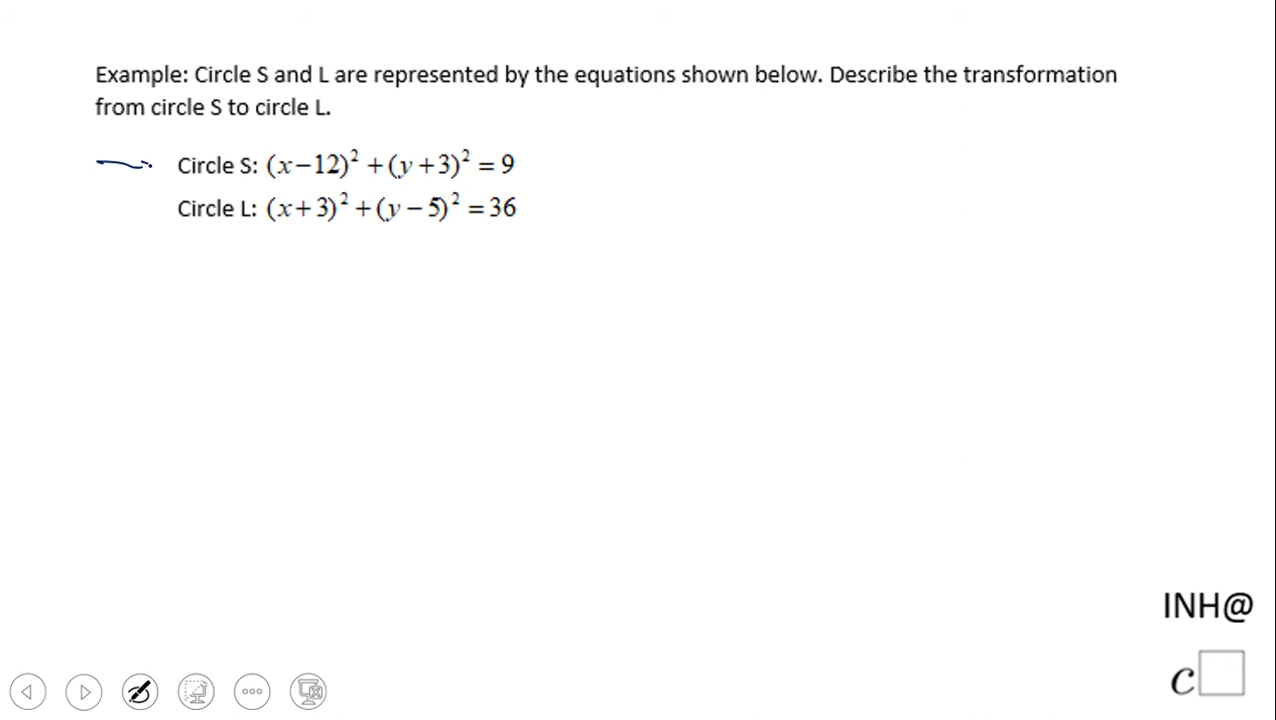 Example: Circle S and L are represented by the equations shown below. Describe the transformation
from circle S to circle L.
Circle S: (x−12)² + (y+3)² = 9
Circle L: (x+3)² + (y−5)² = 36
INH@
c□